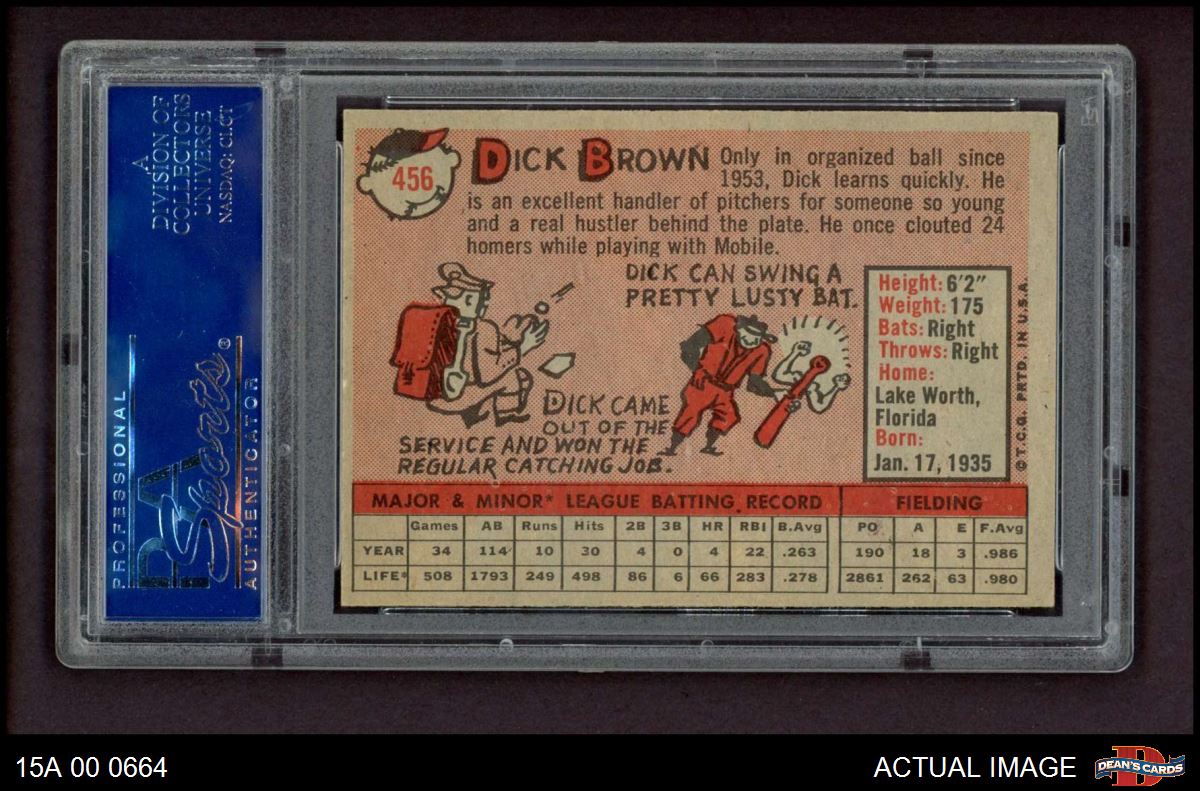 A
DIVISION OF
COLLECTORS
UNIVERSE
NASDAQ: CLCT
PROFESSIONAL
PSA
Sports®
AUTHENTICATOR
456
DICK BROWN
Only in organized ball since
1953, Dick learns quickly. He
is an excellent handler of pitchers for someone so young
and a real hustler behind the plate. He once clouted 24
homers while playing with Mobile.
DICK CAN SWING A
PRETTY LUSTY BAT.
DICK CAME
OUT OF THE
SERVICE AND WON THE
REGULAR CATCHING JOB.
Height: 6'2"
Weight: 175
Bats: Right
Throws: Right
Home:
Lake Worth,
Florida
Born:
Jan. 17, 1935
©T.C.G. PRTD. IN U.S.A.
MAJOR & MINOR* LEAGUE BATTING RECORD FIELDING
Games AB Runs Hits 2B 3B HR RBI B.Avg PO A E F.Avg
YEAR 34 114 10 30 4 0 4 22 .263 190 18 3 .986
LIFE* 508 1793 249 498 86 6 66 283 .278 2861 262 63 .980
15A 00 0664
ACTUAL IMAGE
DEAN'S CARDS